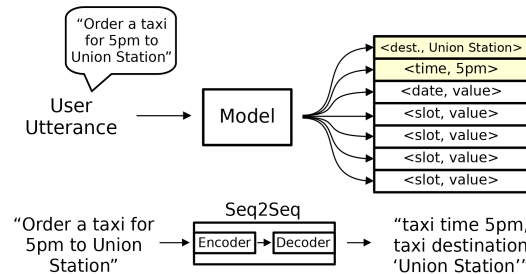 “Order a taxi
for 5pm to
Union Station”
User
Utterance
Model
<dest., Union Station>
<time, 5pm>
<date, value>
<slot, value>
<slot, value>
<slot, value>
<slot, value>
Seq2Seq
“Order a taxi for
5pm to Union
Station”
Encoder
Decoder
“taxi time 5pm,
taxi destination
‘Union Station’”